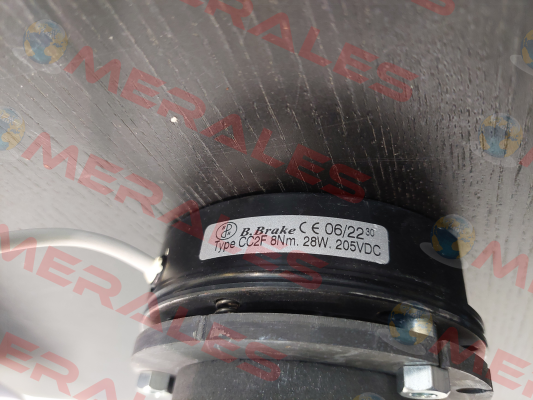 MERALES
B.Brake CE 06/22 30
Type CC2F 8Nm. 28W. 205VDC
MERALES
MERALES